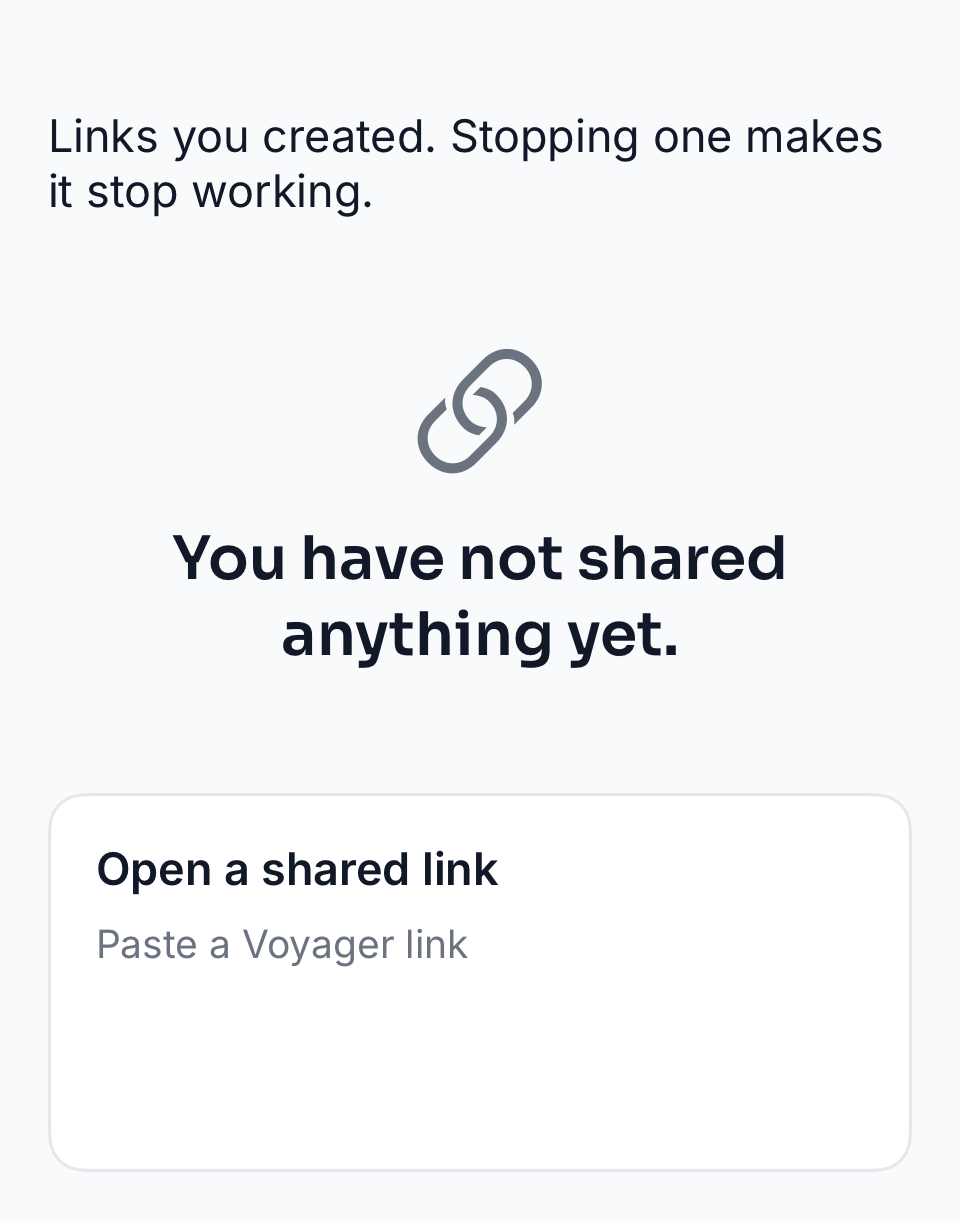 Links you created. Stopping one makes
it stop working.
You have not shared
anything yet.
Open a shared link
Paste a Voyager link